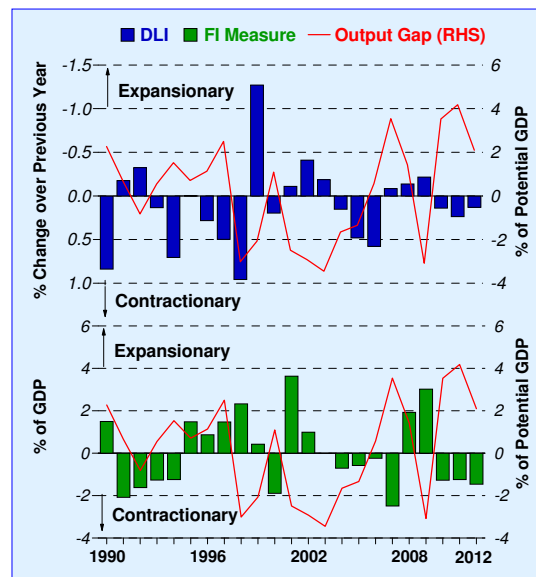 DLI FI Measure Output Gap (RHS)
-1.5 6
Expansionary
-1.0 4
-0.5 2
0.0 0
0.5 -2
1.0 -4
Contractionary
% Change over Previous Year
% of Potential GDP
6 6
Expansionary
4 4
2 2
0 0
-2 -2
Contractionary
-4 -4
% of GDP
% of Potential GDP
1990 1996 2002 2008 2012